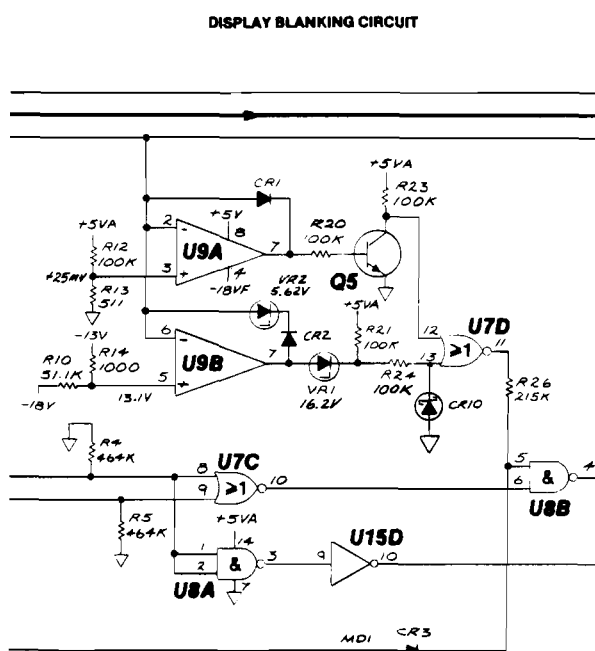 DISPLAY BLANKING CIRCUIT
+5VA
R23
100K
CR1
+5VA
R12
100K
2
-
+5V
8
U9A
7
R20
100K
+25mV
3
+
4
-18VF
Q5
R13
511
VR2
5.62V
+5VA
R21
100K
U7D
12
≥1
11
13
-13V
R14
1000
6
-
U9B
CR2
7
R10
51.1K
5
+
-18V
13.1V
VR1
16.2V
R24
100K
CR10
R26
215K
R4
464K
U7C
8
9
≥1
10
5
6
&
4
U8B
R5
464K
+5VA
14
1
2
&
3
7
U8A
U15D
9
10
MD1
CR3